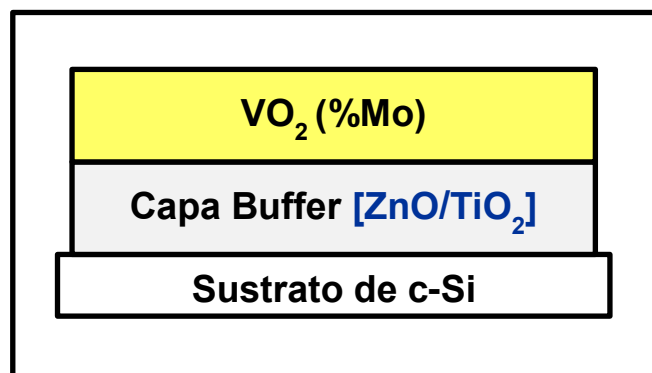 VO₂ (%Mo)
Capa Buffer [ZnO/TiO₂]
Sustrato de c-Si